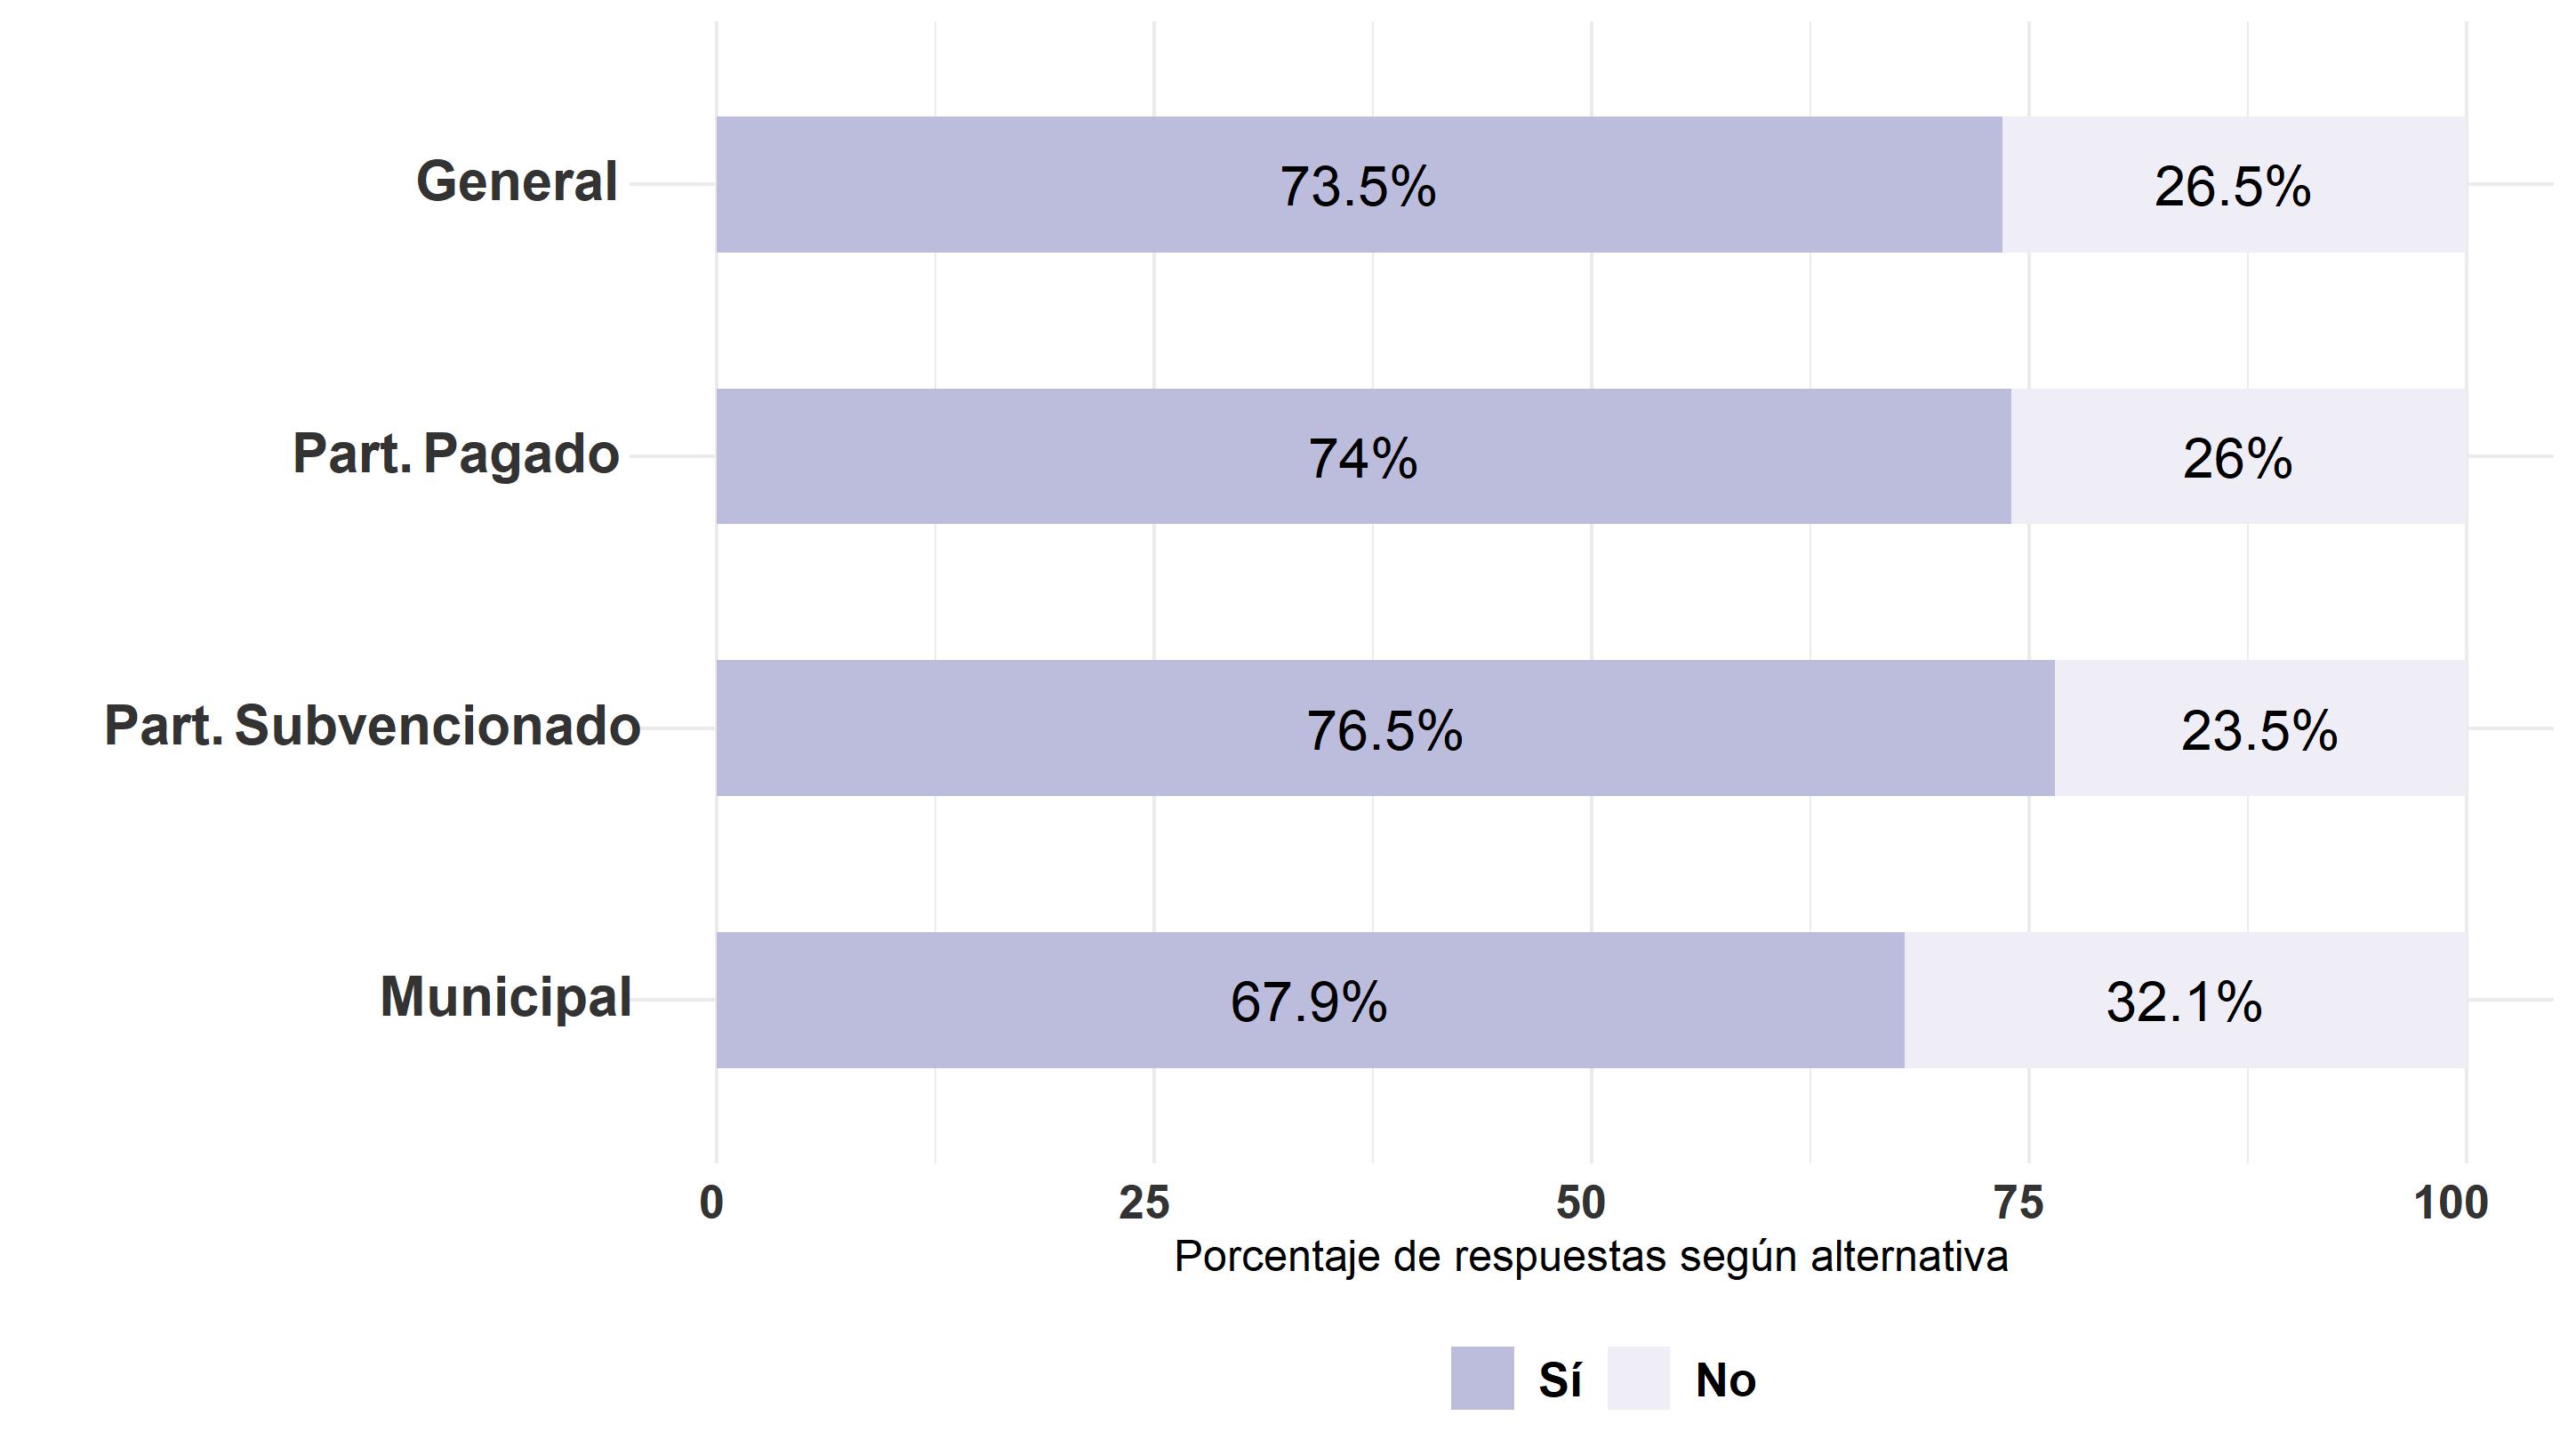 General 73.5% 26.5%
Part. Pagado 74% 26%
Part. Subvencionado 76.5% 23.5%
Municipal 67.9% 32.1%
0 25 50 75 100
Porcentaje de respuestas según alternativa
Sí No